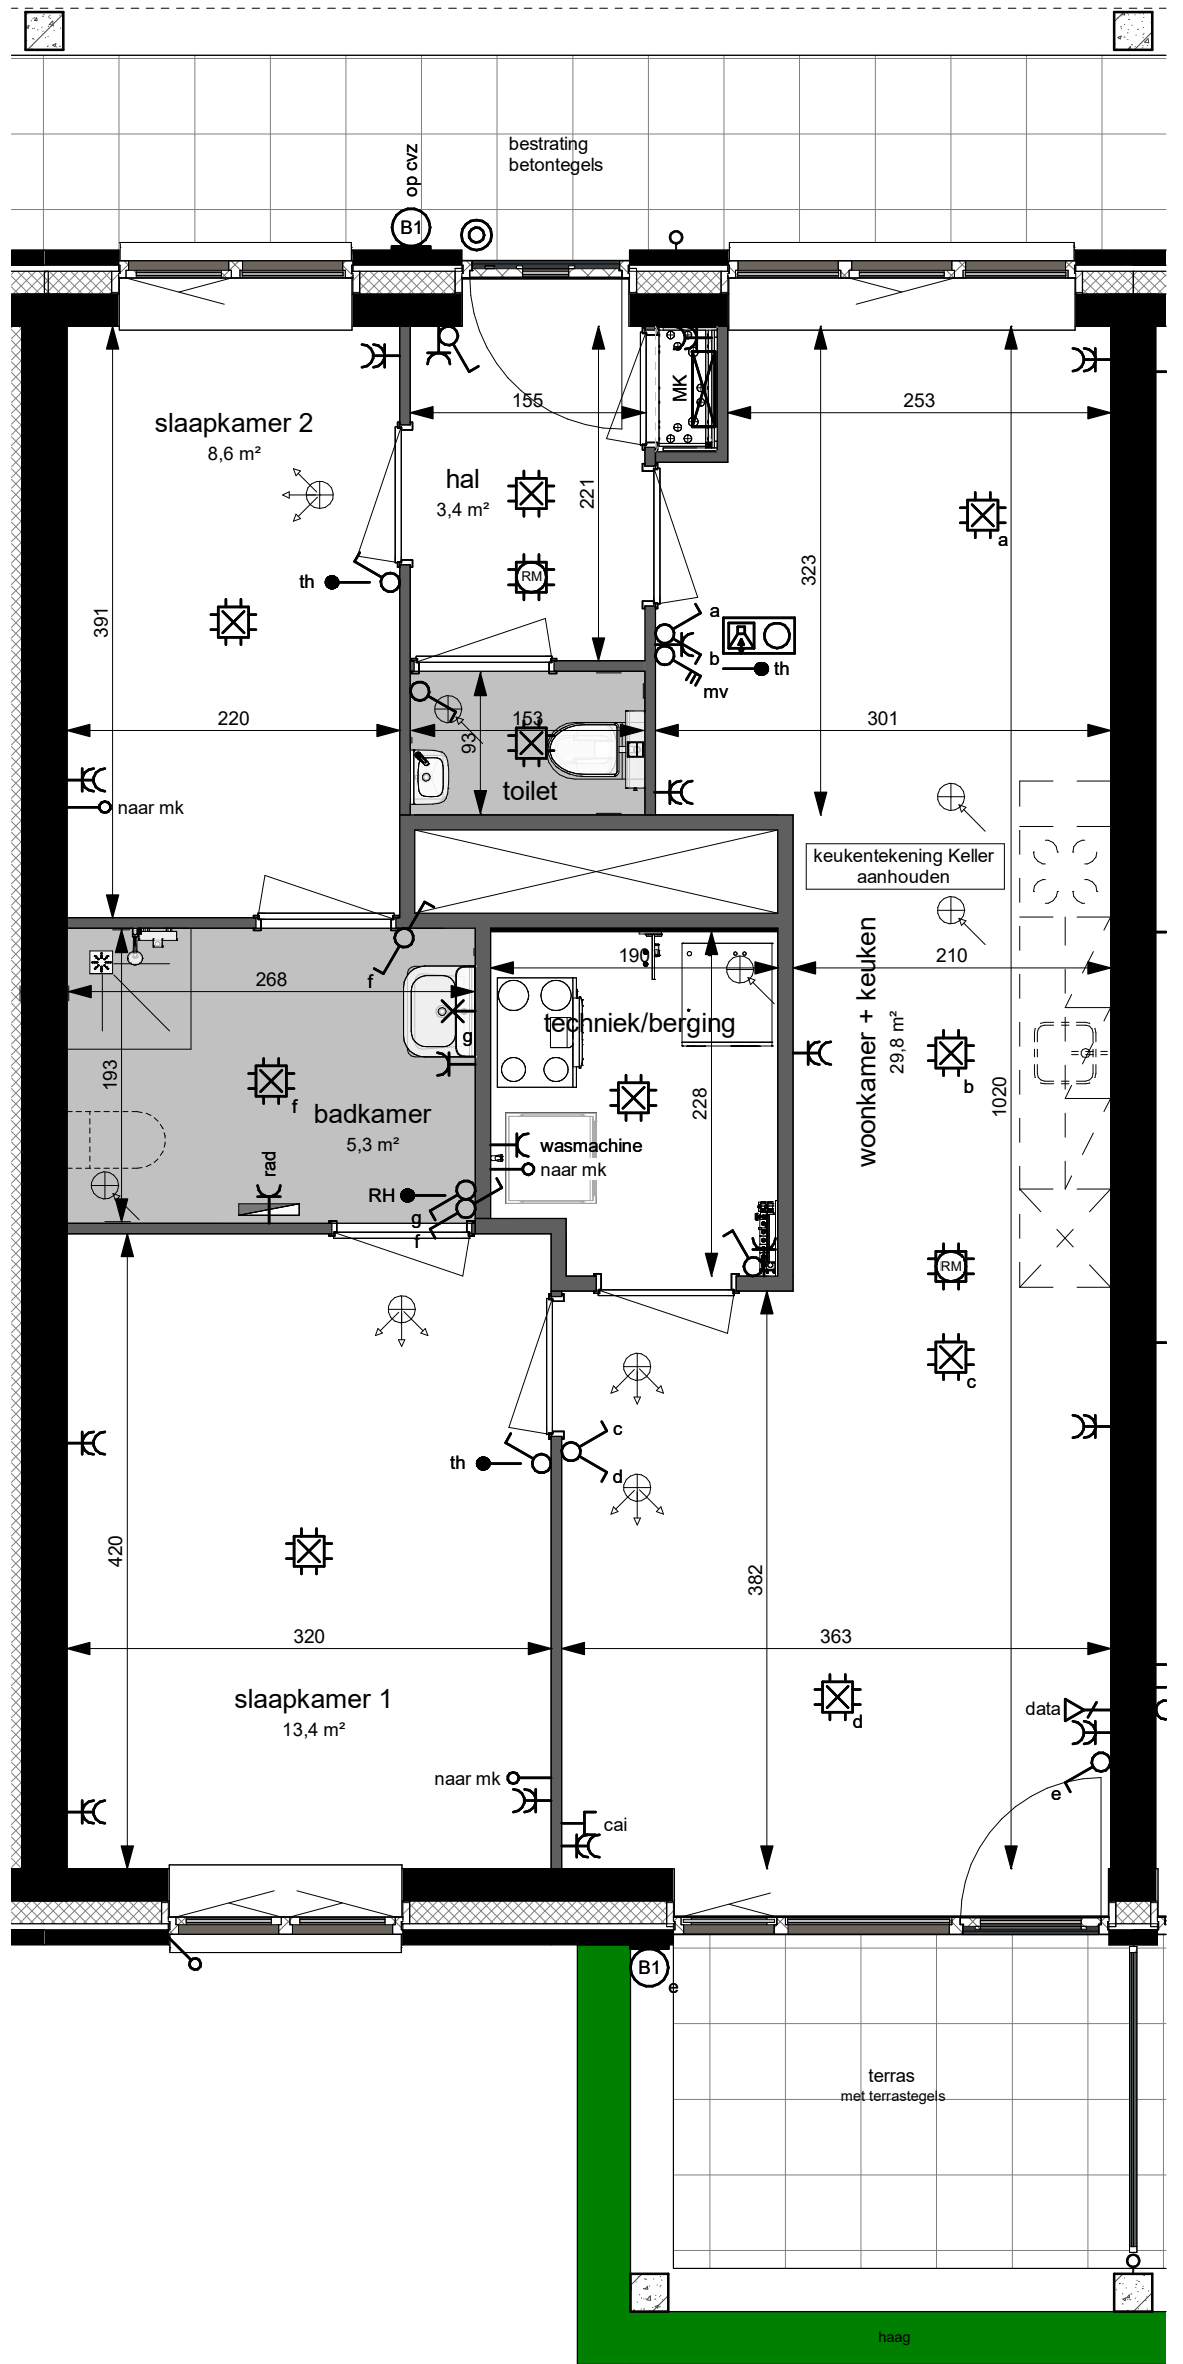 bestrating
betontegels
op cvz
B1
MK
155
253
slaapkamer 2
8,6 m²
hal
3,4 m²
221
a
RM
323
th
391
a
b
th
mv
220
153
301
93
toilet
naar mk
keukentekening Keller
aanhouden
woonkamer + keuken
29,8 m²
190
210
268
f
techniek/berging
g
193
f
228
1020
b
badkamer
5,3 m²
wasmachine
naar mk
rad
RH
g
f
RM
c
c
th
d
420
382
320
363
slaapkamer 1
13,4 m²
d
data
naar mk
e
cai
B1
e
terras
met terrastegels
haag